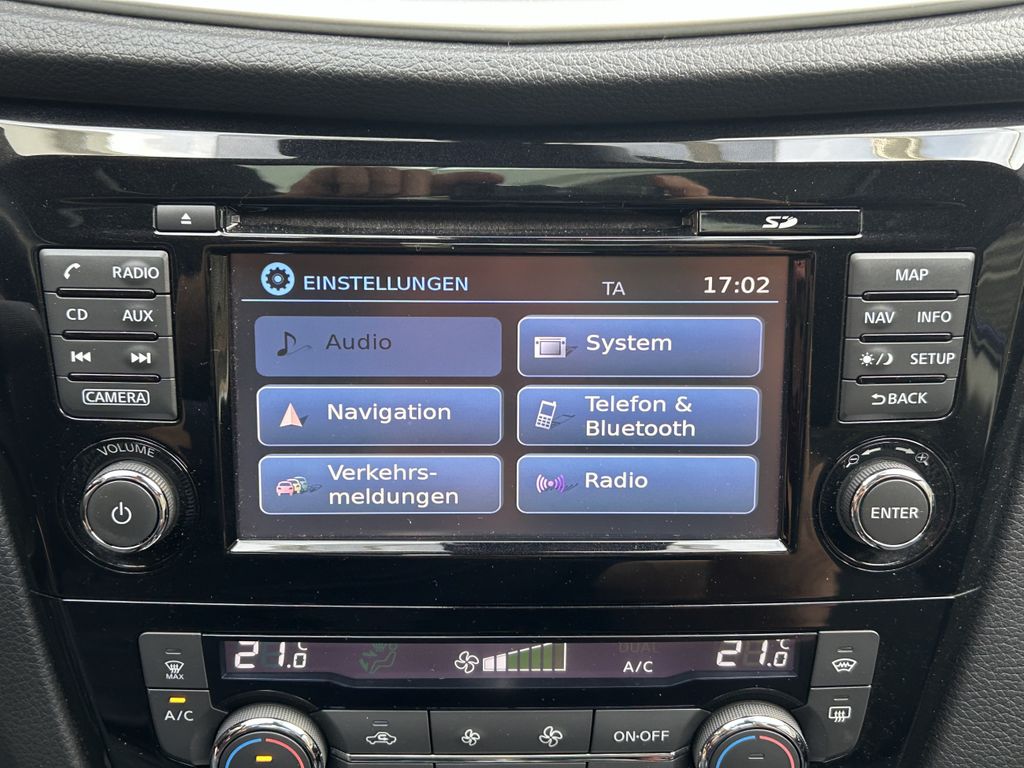 SD
RADIO
CD AUX
CAMERA
VOLUME
EINSTELLUNGEN TA 17:02
Audio
System
Navigation
Telefon &
Bluetooth
Verkehrs-
meldungen
Radio
MAP
NAV INFO
SETUP
BACK
ENTER
21.0 DUAL 21.0°C
A/C
MAX
A/C
ON·OFF